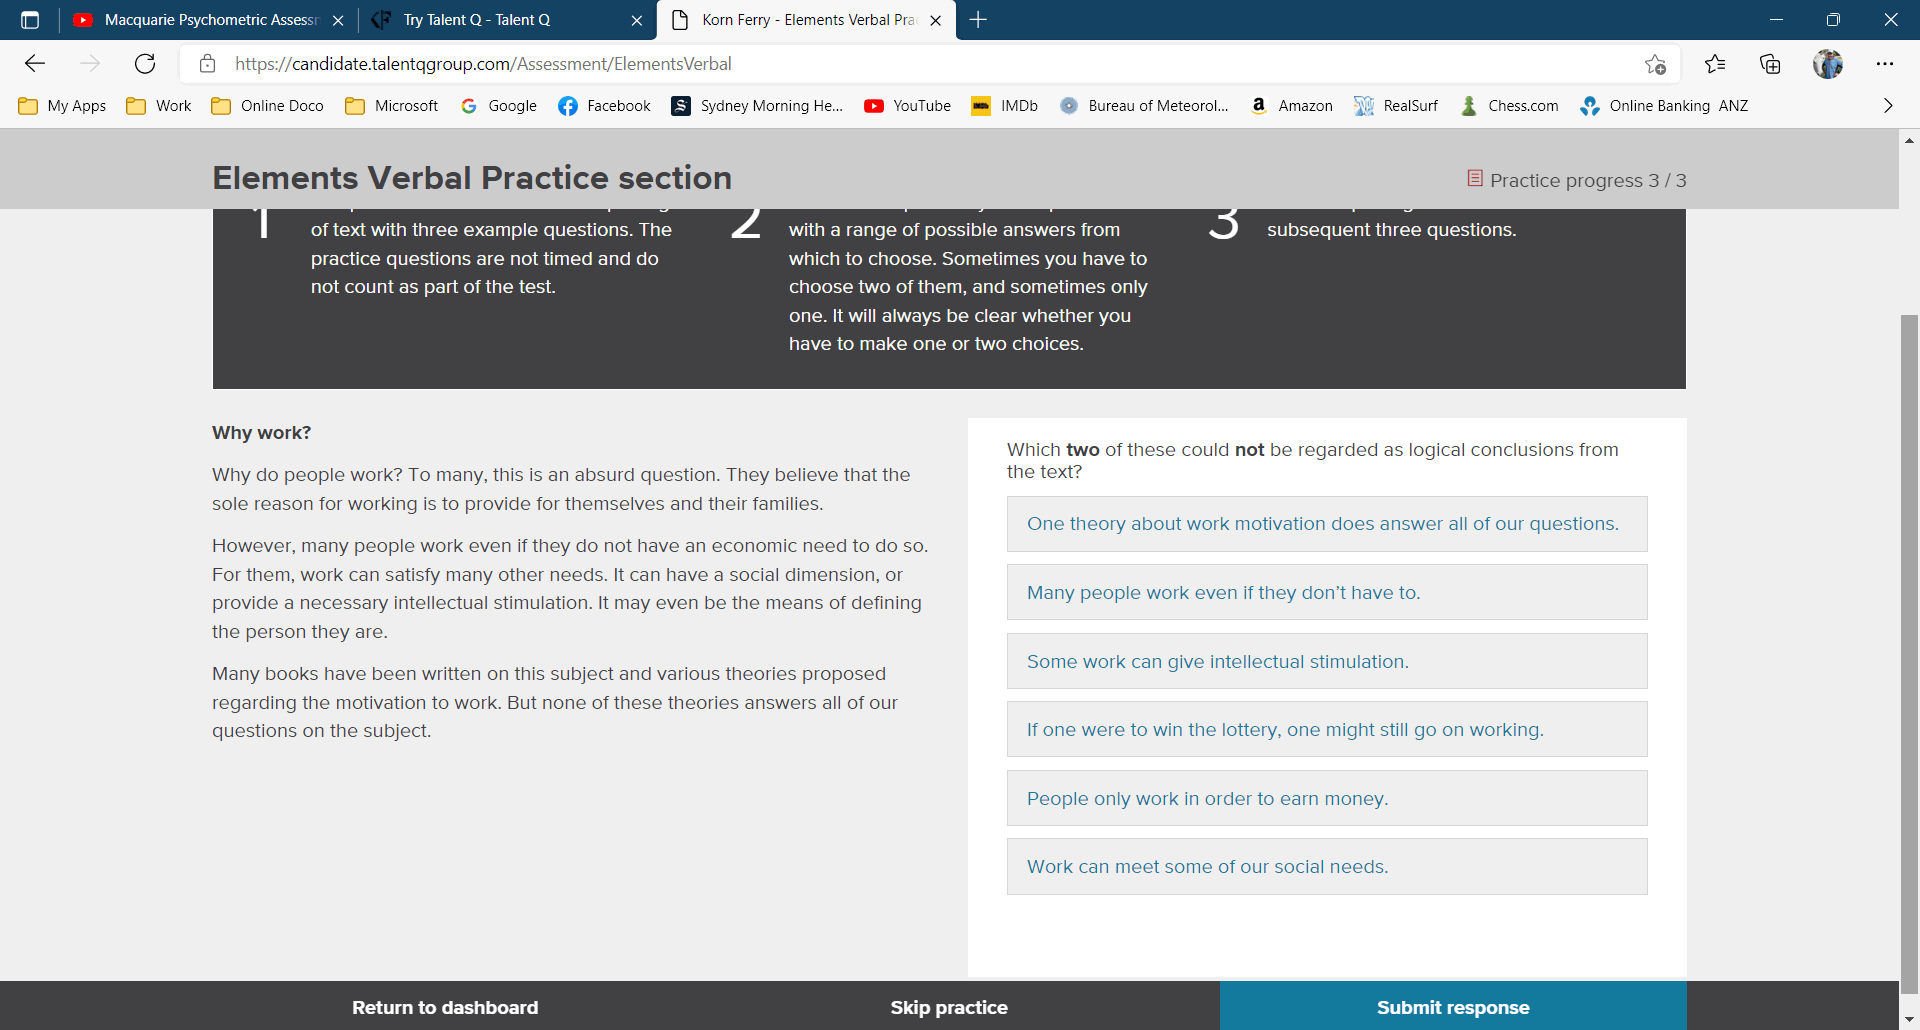 Macquarie Psychometric Assess
Try Talent Q - Talent Q
Korn Ferry - Elements Verbal Prac
https://candidate.talentqgroup.com/Assessment/ElementsVerbal
My Apps
Work
Online Doco
Microsoft
Google
Facebook
Sydney Morning He...
YouTube
IMDb
Bureau of Meteorol...
Amazon
RealSurf
Chess.com
Online Banking ANZ
Elements Verbal Practice section
Practice progress 3 / 3
1
of text with three example questions. The
practice questions are not timed and do
not count as part of the test.
2
with a range of possible answers from
which to choose. Sometimes you have to
choose two of them, and sometimes only
one. It will always be clear whether you
have to make one or two choices.
3
subsequent three questions.
Why work?
Why do people work? To many, this is an absurd question. They believe that the
sole reason for working is to provide for themselves and their families.
However, many people work even if they do not have an economic need to do so.
For them, work can satisfy many other needs. It can have a social dimension, or
provide a necessary intellectual stimulation. It may even be the means of defining
the person they are.
Many books have been written on this subject and various theories proposed
regarding the motivation to work. But none of these theories answers all of our
questions on the subject.
Which two of these could not be regarded as logical conclusions from
the text?
One theory about work motivation does answer all of our questions.
Many people work even if they don't have to.
Some work can give intellectual stimulation.
If one were to win the lottery, one might still go on working.
People only work in order to earn money.
Work can meet some of our social needs.
Return to dashboard
Skip practice
Submit response